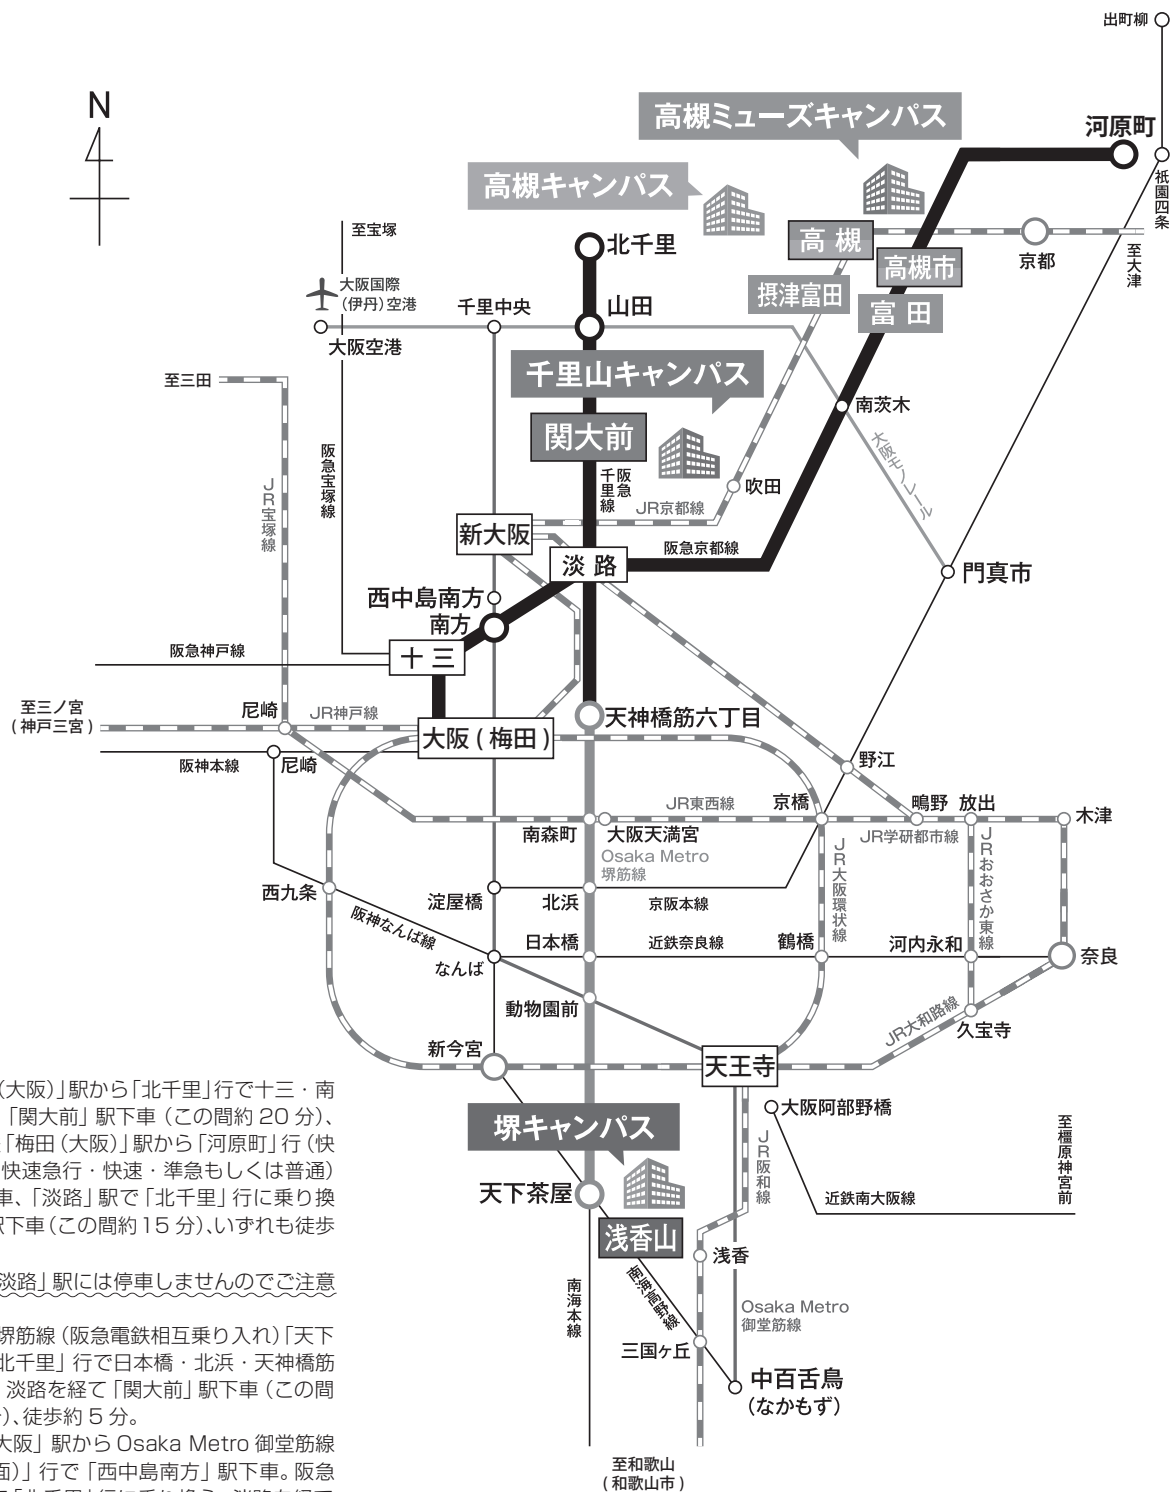 出町柳
N
高槻ミューズキャンパス
河原町
高槻キャンパス
祇園四条
至宝塚
北千里
高 槻
高槻市
京都
至大津
大阪国際
(伊丹)空港
千里中央
山田
摂津富田
富 田
大阪空港
千里山キャンパス
至三田
南茨木
関大前
阪急宝塚線
JR宝塚線
阪急
千里線
吹田
大阪モノレール
JR京都線
新大阪
淡 路
阪急京都線
門真市
西中島南方
南方
阪急神戸線
十 三
至三ノ宮
(神戸三宮)
尼崎
JR神戸線
大阪(梅田)
天神橋筋六丁目
阪神本線
尼崎
野江
JR東西線
京橋
鴫野
放出
木津
南森町
大阪天満宮
JR学研都市線
Osaka Metro
堺筋線
JR大阪環状線
JRおおさか東線
西九条
淀屋橋
北浜
京阪本線
阪神なんば線
日本橋
近鉄奈良線
鶴橋
河内永和
奈良
なんば
動物園前
JR大和路線
久宝寺
新今宮
天王寺
(大阪)」駅から「北千里」行で十三・南
「関大前」駅下車(この間約20分)、
「梅田(大阪)」駅から「河原町」行(快
快速急行・快速・準急もしくは普通)
車、「淡路」駅で「北千里」行に乗り換
駅下車(この間約15分)、いずれも徒歩
淡路」駅には停車しませんのでご注意
堺筋線(阪急電鉄相互乗り入れ)「天下
北千里」行で日本橋・北浜・天神橋筋
淡路を経て「関大前」駅下車(この間
)、徒歩約5分。
大阪」駅からOsaka Metro御堂筋線
面)」行で「西中島南方」駅下車。阪急
堺キャンパス
大阪阿部野橋
JR阪和線
至橿原神宮前
天下茶屋
近鉄南大阪線
浅香山
浅香
南海本線
南海高野線
Osaka Metro
御堂筋線
三国ヶ丘
中百舌鳥
(なかもず)
至和歌山
(和歌山市)